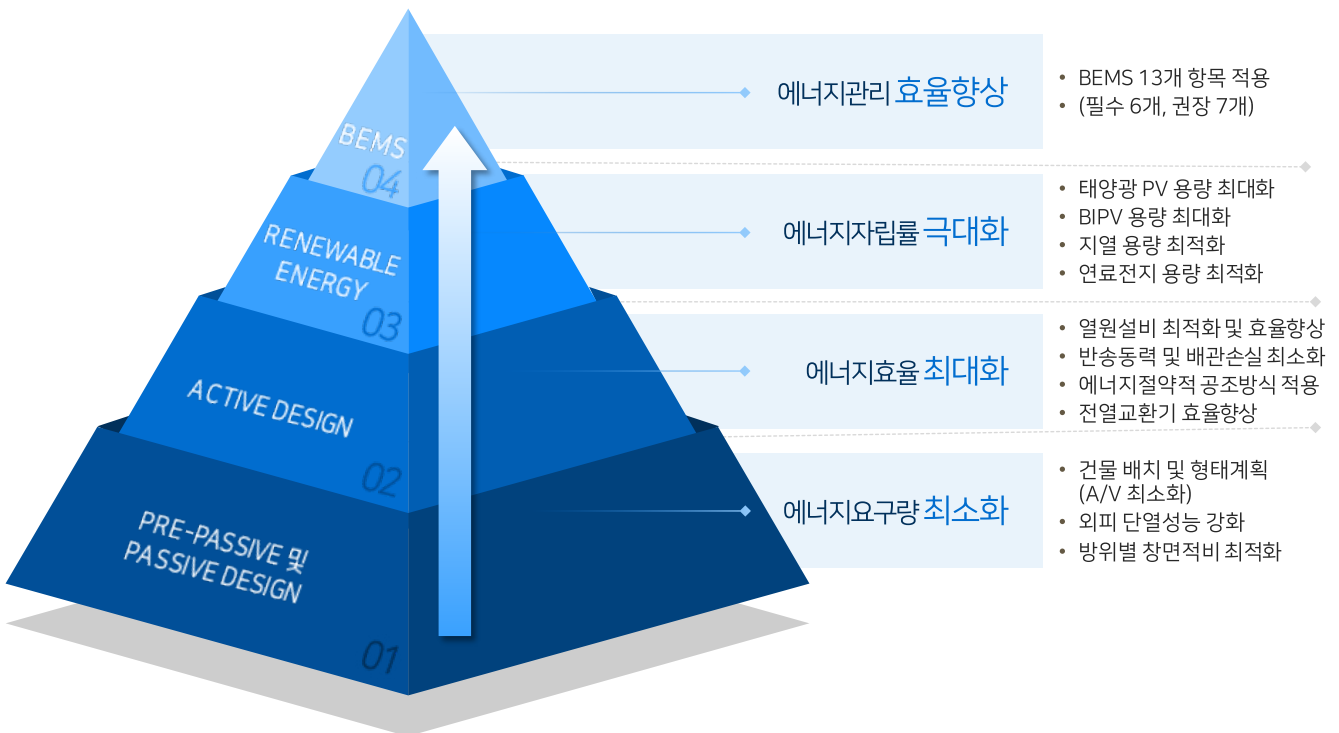 BEMS
04
에너지관리 효율향상
• BEMS 13개 항목 적용
• (필수 6개, 권장 7개)
RENEWABLE
ENERGY
03
에너지자립률 극대화
• 태양광 PV 용량 최대화
• BIPV 용량 최대화
• 지열 용량 최적화
• 연료전지 용량 최적화
ACTIVE DESIGN
02
에너지효율 최대화
• 열원설비 최적화 및 효율향상
• 반송동력 및 배관손실 최소화
• 에너지절약적 공조방식 적용
• 전열교환기 효율향상
PRE-PASSIVE 및
PASSIVE DESIGN
01
에너지요구량 최소화
• 건물 배치 및 형태계획
(A/V 최소화)
• 외피 단열성능 강화
• 방위별 창면적비 최적화